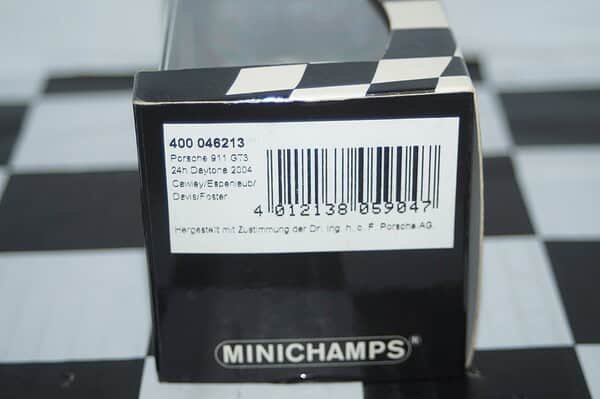 400 046213
Porsche 911 GT3
24h Daytona 2004
Cawley/Espenlaub/
Davis/Foster
4 012138 059047
Hergestellt mit Zustimmung der Dr. Ing. h. c. F. Porsche AG.
MINICHAMPS®